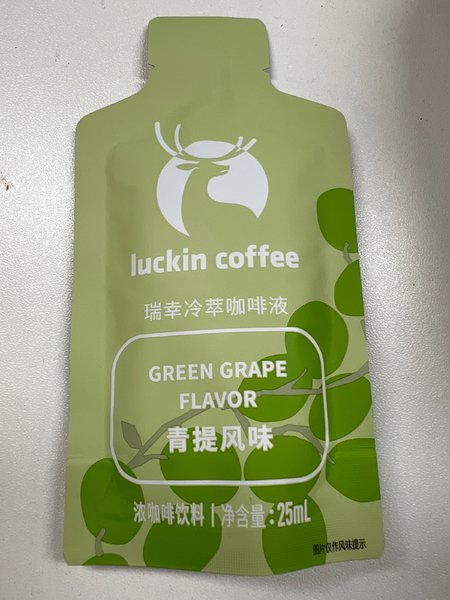 luckin coffee
瑞幸冷萃咖啡液
GREEN GRAPE
FLAVOR
青提风味
浓咖啡饮料 | 净含量:25mL
图片仅作风味提示